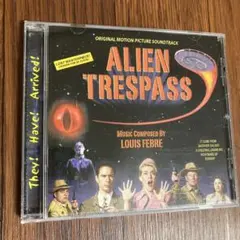 ORIGINAL MOTION PICTURE SOUNDTRACK
ALIEN
TRESPASS
MUSIC COMPOSED BY
LOUIS FEBRE
They! Have! Arrived!